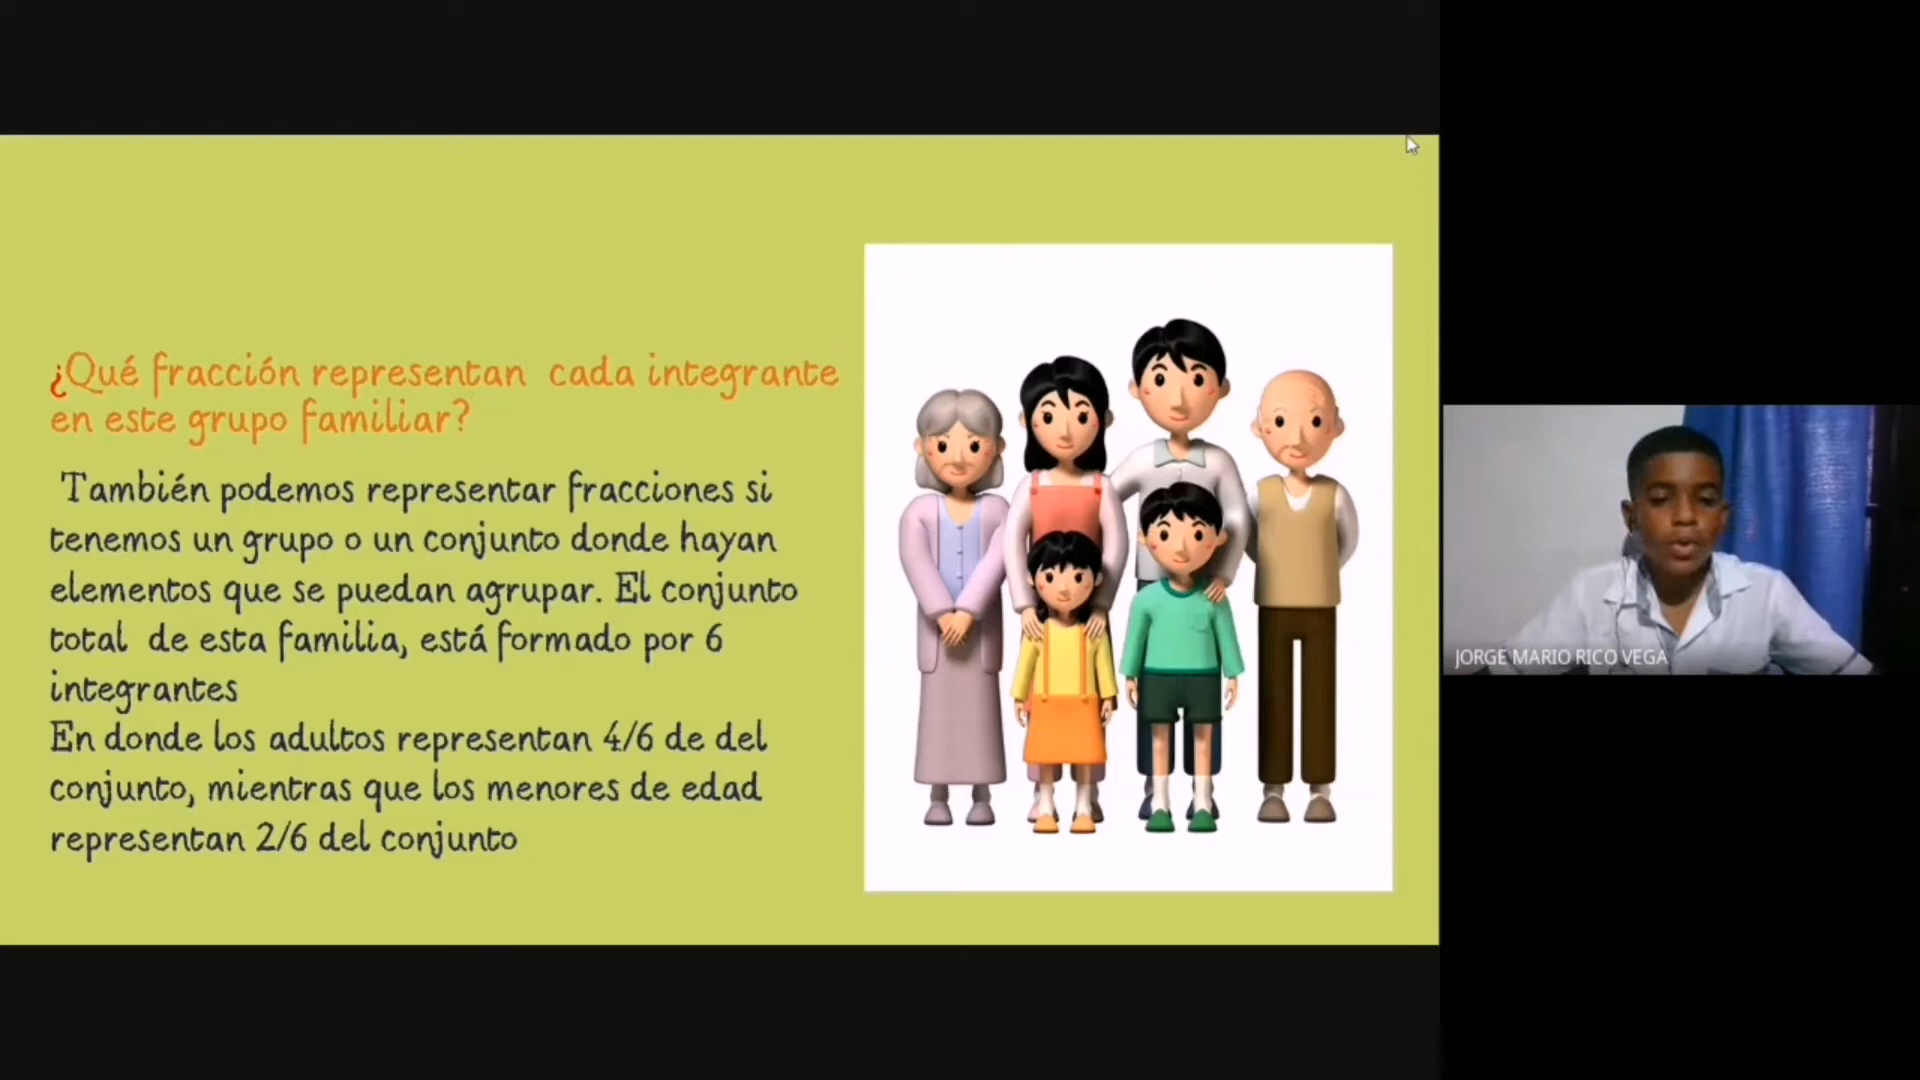 ¿Qué fracción representan cada integrante
en este grupo familiar?
También podemos representar fracciones si
tenemos un grupo o un conjunto donde hayan
elementos que se puedan agrupar. El conjunto
total de esta familia, está formado por 6
integrantes
En donde los adultos representan 4/6 de del
conjunto, mientras que los menores de edad
representan 2/6 del conjunto
JORGE MARIO RICO VEGA